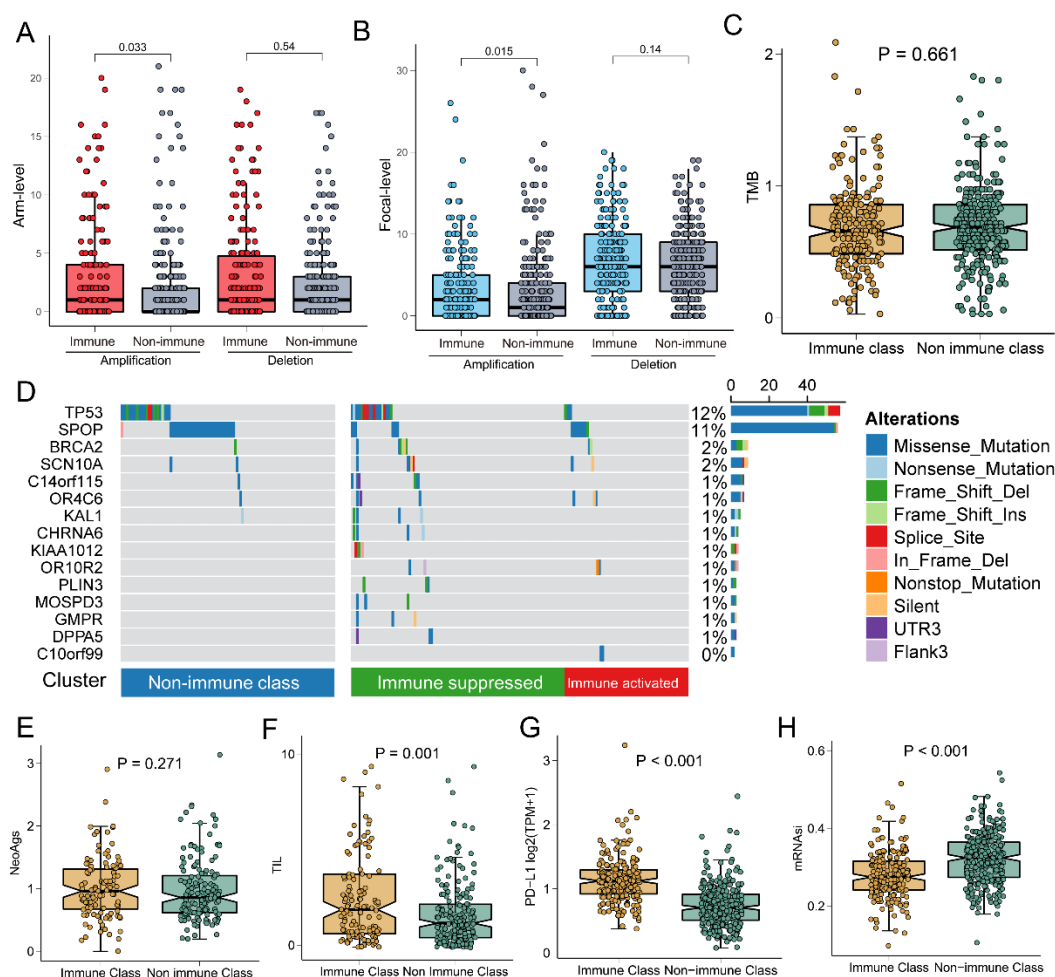 A
0.033
0.54
Arm-level
20
15
10
5
0
Immune
Non-immune
Immune
Non-immune
Amplification
Deletion
B
0.015
0.14
Focal-level
30
20
10
0
Immune
Non-immune
Immune
Non-immune
Amplification
Deletion
C
P = 0.661
TMB
2
1
0
Immune class
Non immune class
D
0 20 40
TP53 12%
SPOP 11%
BRCA2 2%
SCN10A 2%
C14orf115 1%
OR4C6 1%
KAL1 1%
CHRNA6 1%
KIAA1012 1%
OR10R2 1%
PLIN3 1%
MOSPD3 1%
GMPR 1%
DPPA5 1%
C10orf99 0%
Cluster
Non-immune class
Immune suppressed
Immune activated
Alterations
Missense_Mutation
Nonsense_Mutation
Frame_Shift_Del
Frame_Shift_Ins
Splice_Site
In_Frame_Del
Nonstop_Mutation
Silent
UTR3
Flank3
E
P = 0.271
NeoAgs
3
2
1
0
Immune Class
Non immune Class
F
P = 0.001
TIL
10
0
Immune Class
Non Immune Class
G
P < 0.001
PD−L1 log2(TPM+1)
3
2
1
0
Immune Class
Non-immune Class
H
P < 0.001
mRNAsi
0.6
0.4
0.2
Immune Class
Non-immune Class